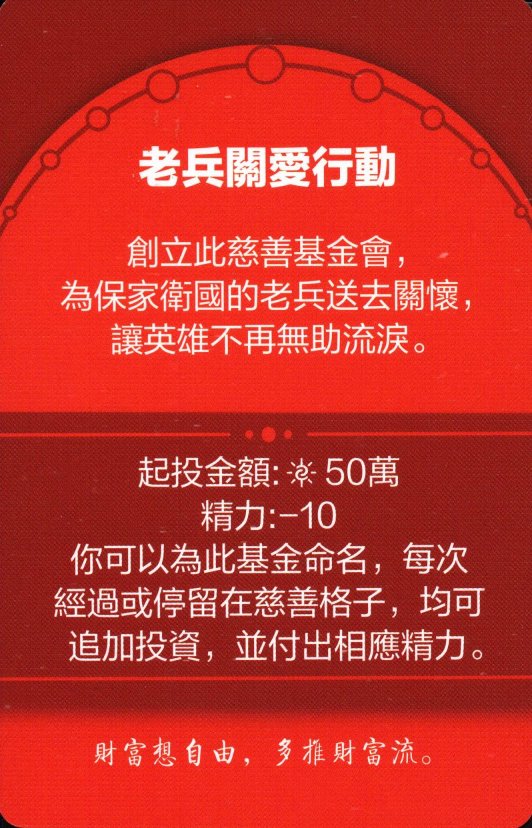 老兵關愛行動
創立此慈善基金會，
為保家衛國的老兵送去關懷，
讓英雄不再無助流淚。
起投金額: 50萬
精力:-10
你可以為此基金命名，每次
經過或停留在慈善格子，均可
追加投資，並付出相應精力。
財富想自由，多推財富流。